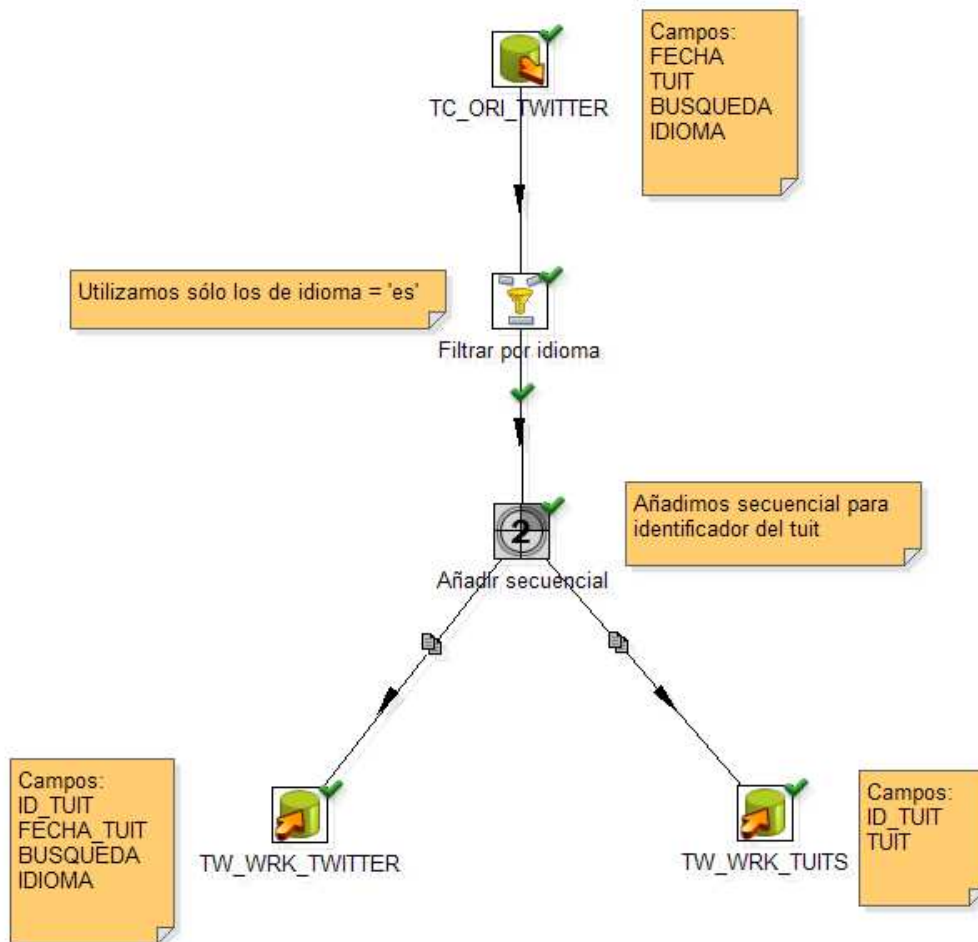 Campos:
FECHA
TUIT
BUSQUEDA
IDIOMA
TC_ORI_TWITTER
Utilizamos sólo los de idioma = 'es'
Filtrar por idioma
Añadimos secuencial para
identificador del tuit
2
Añadir secuencial
Campos:
ID_TUIT
FECHA_TUIT
BUSQUEDA
IDIOMA
TW_WRK_TWITTER
TW_WRK_TUITS
Campos:
ID_TUIT
TUIT